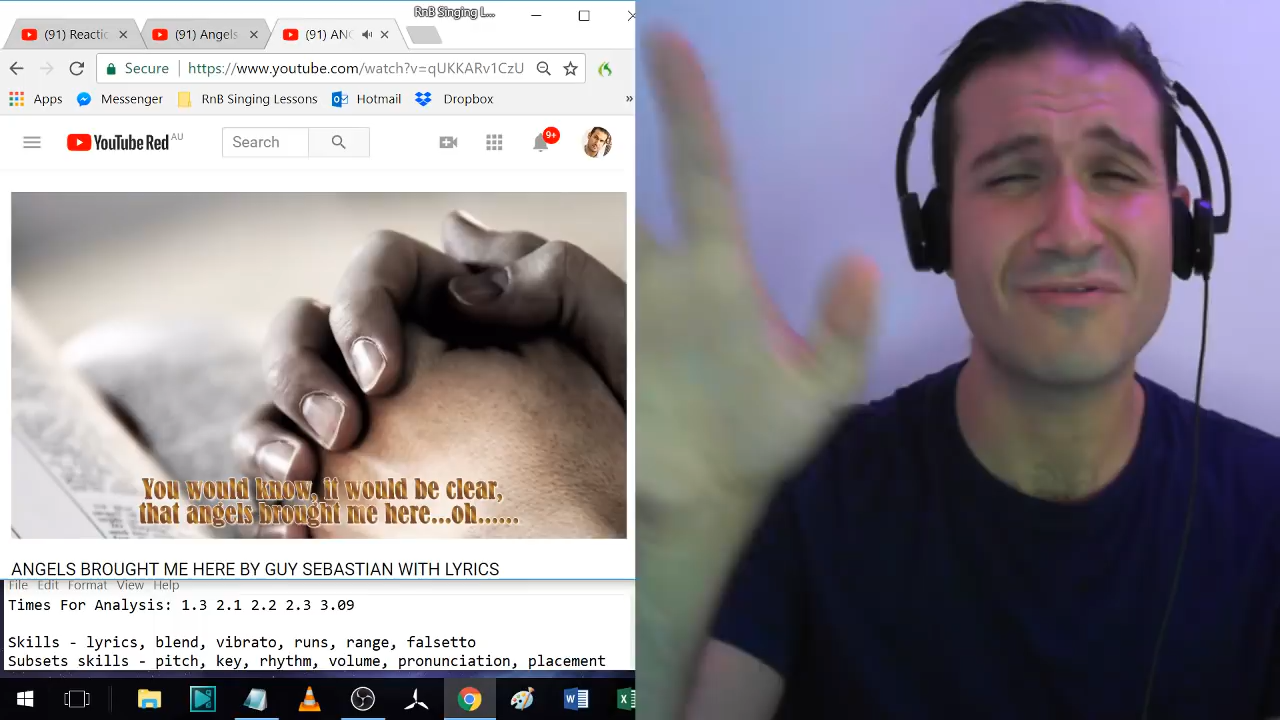 RnB Singing L...
(91) Reactic
(91) Angels
(91) ANG
Secure
https://www.youtube.com/watch?v=qUKKARv1CzU
Apps
Messenger
RnB Singing Lessons
Hotmail
Dropbox
»
YouTube Red AU
Search
9+
You would know, it would be clear,
that angels brought me here...oh......
ANGELS BROUGHT ME HERE BY GUY SEBASTIAN WITH LYRICS
File Edit Format View Help
Times For Analysis: 1.3 2.1 2.2 2.3 3.09
Skills - lyrics, blend, vibrato, runs, range, falsetto
Subsets skills - pitch, key, rhythm, volume, pronunciation, placement